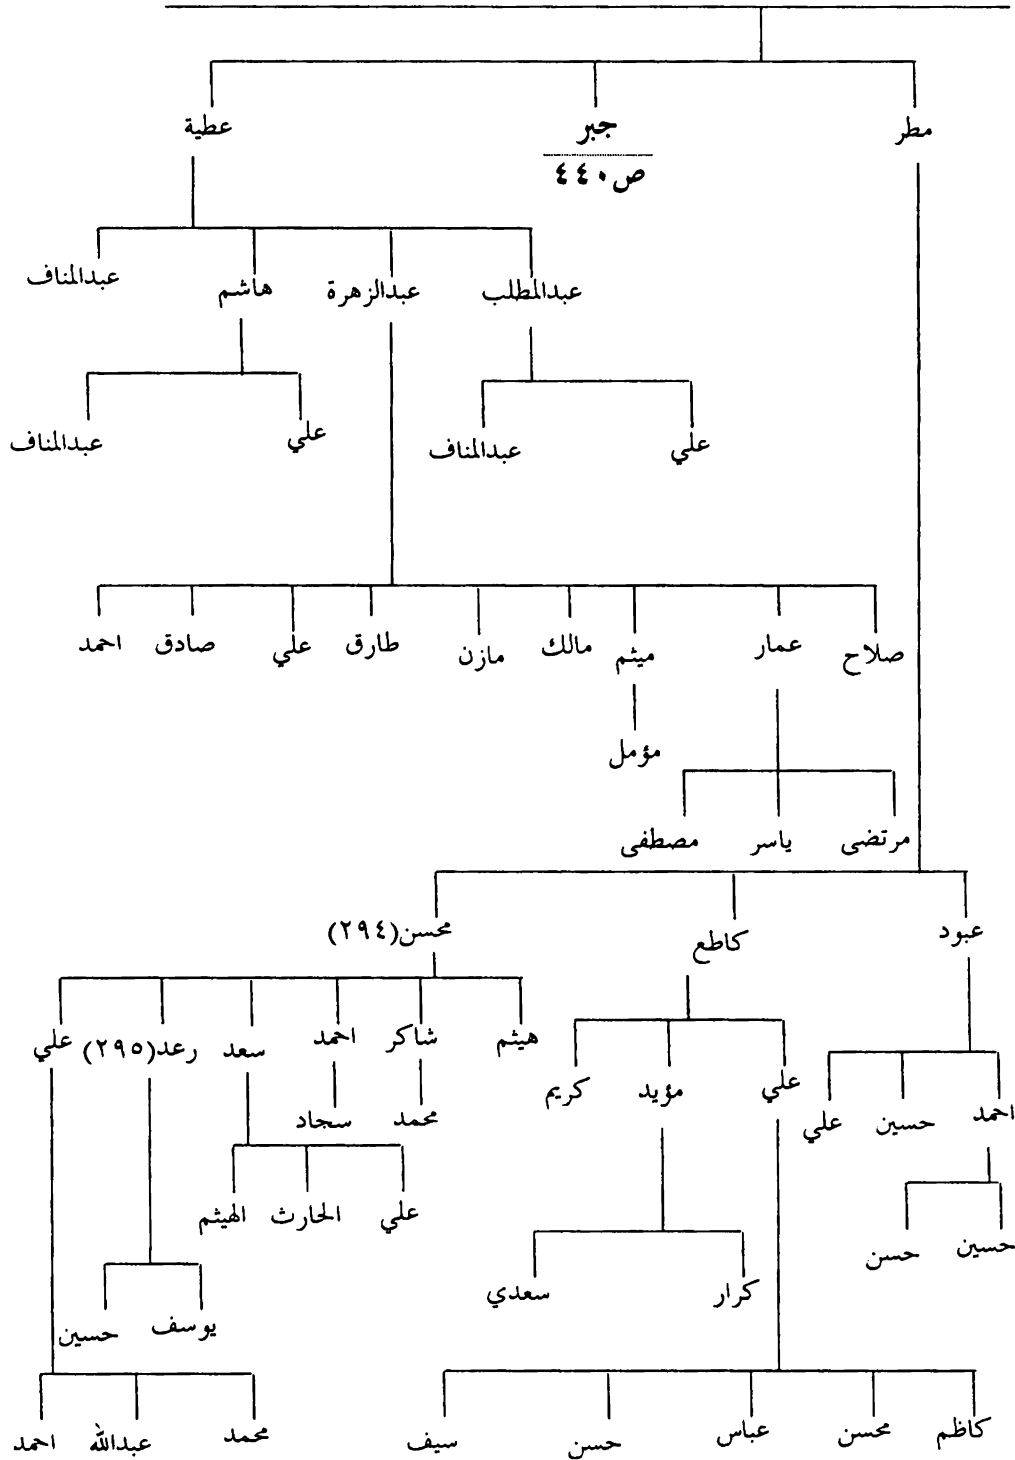 مطر جبر عطية
ص٤٤٠
عبدالمطلب عبدالزهرة هاشم عبدالمناف
علي عبدالمناف علي عبدالمناف
صلاح عمار ميثم مالك مازن طارق علي صادق احمد
مؤمل
مرتضى ياسر مصطفى
عبود كاطع محسن(٢٩٤)
هيثم شاكر احمد سعد رعد(٢٩٥) علي
علي مؤيد كريم
احمد حسين علي محمد سجاد
علي الحارث الهيثم
حسين حسن
كرار سعدي
يوسف حسين
كاظم محسن عباس حسن سيف محمد عبدالله احمد